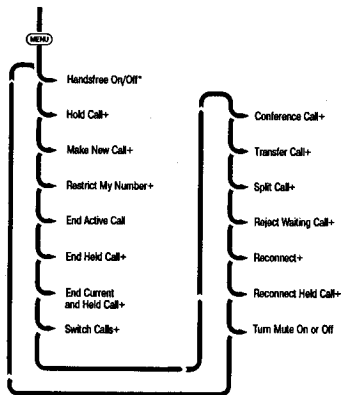 MENU
Handsfree On/Off*
Hold Call+
Make New Call+
Restrict My Number+
End Active Call
End Held Call+
End Current
and Held Call+
Switch Calls+
Conference Call+
Transfer Call+
Split Call+
Reject Waiting Call+
Reconnect+
Reconnect Held Call+
Turn Mute On or Off